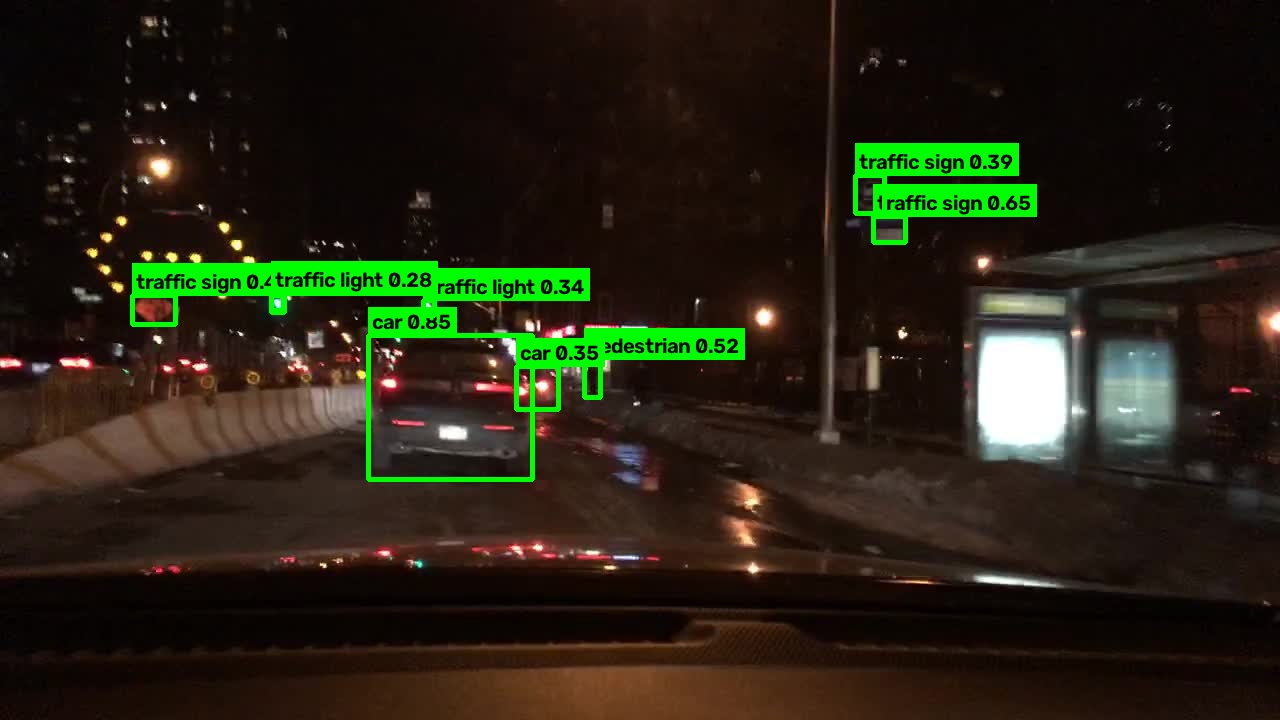 traffic sign 0.39
traffic sign 0.65
traffic sign 0.4
traffic light 0.28
raffic light 0.34
car 0.85
car 0.35
edestrian 0.52